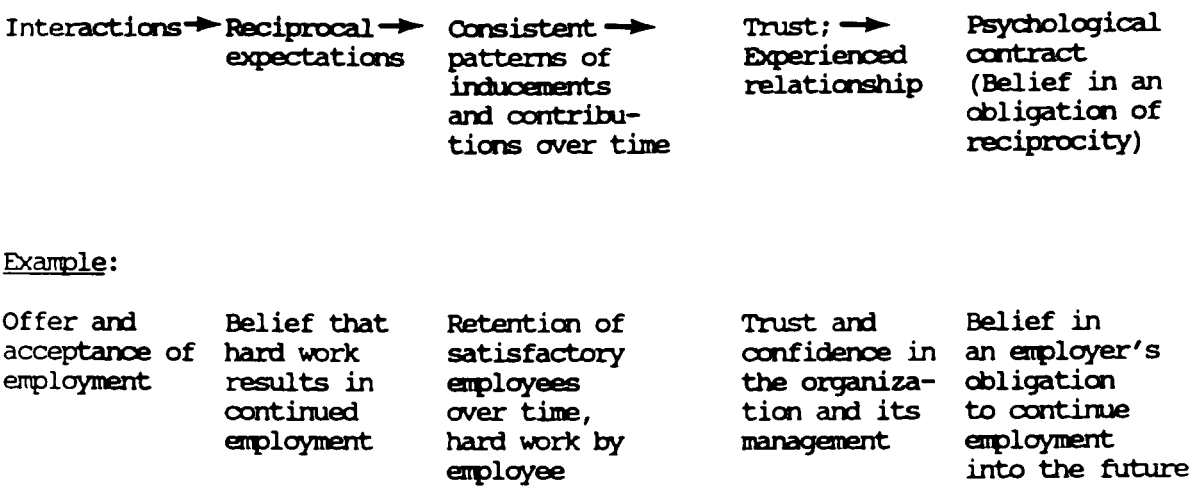 Interactions → Reciprocal → Consistent → Trust; → Psychological
expectations patterns of Experienced contract
inducements relationship (Belief in an
and contribu- obligation of
tions over time reciprocity)
Example:
Offer and Belief that Retention of Trust and Belief in
acceptance of hard work satisfactory confidence in an employer's
employment results in employees the organiza- obligation
continued over time, tion and its to continue
employment hard work by management employment
employee into the future